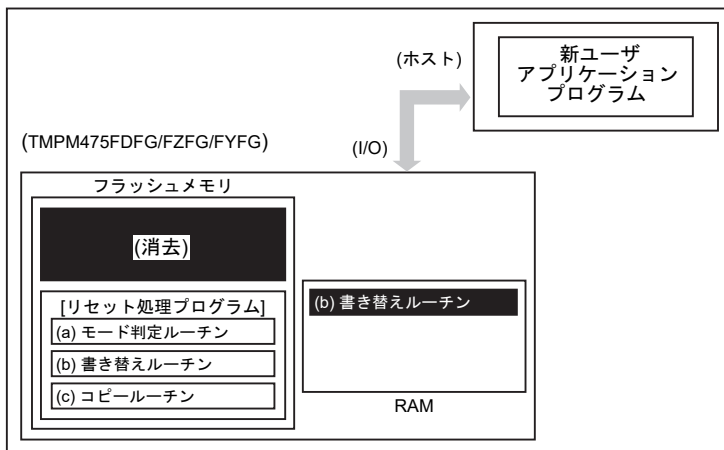 新ユーザ
アプリケーション
プログラム
(ホスト)
(I/O)
(TMPM475FDFG/FZFG/FYFG)
フラッシュメモリ
(消去)
[リセット処理プログラム]
(a) モード判定ルーチン
(b) 書き替えルーチン
(c) コピールーチン
(b) 書き替えルーチン
RAM